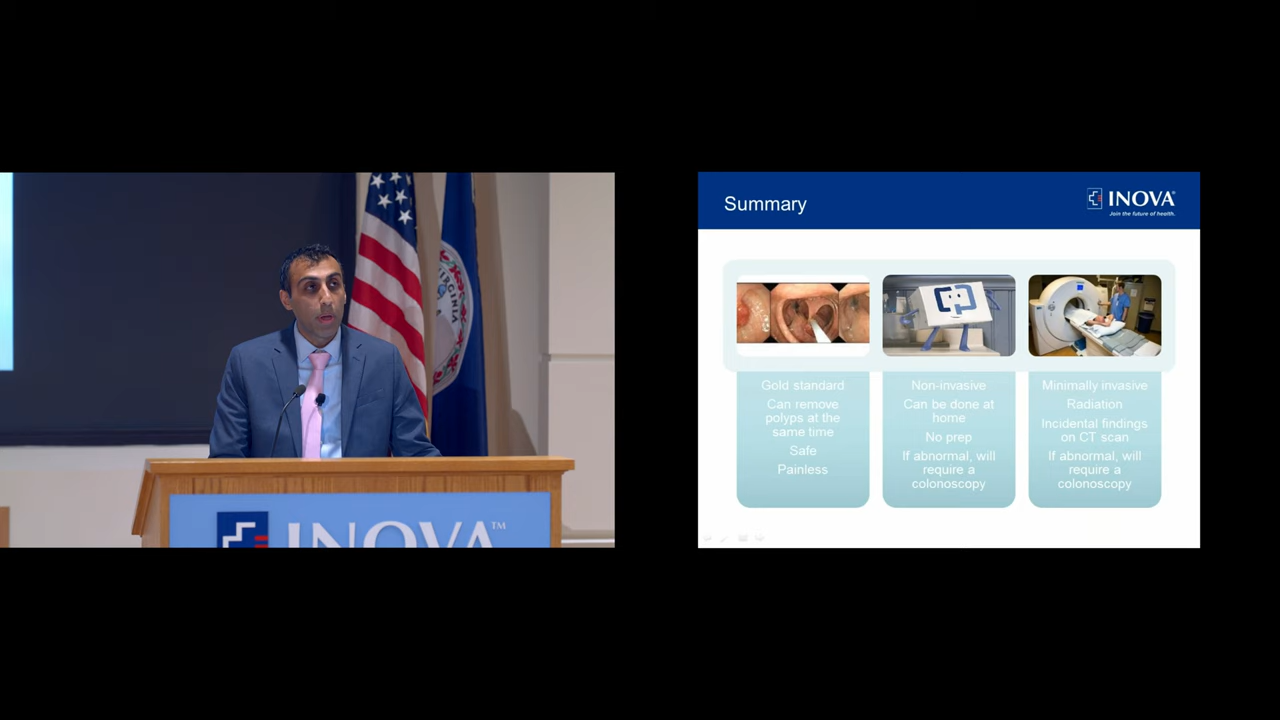 VIRGINIA
INOVA™
Summary
INOVA®
Join the future of health.
Gold standard
Can remove
polyps at the
same time
Safe
Painless
Non-invasive
Can be done at
home
No prep
If abnormal, will
require a
colonoscopy
Minimally invasive
Radiation
Incidental findings
on CT scan
If abnormal, will
require a
colonoscopy